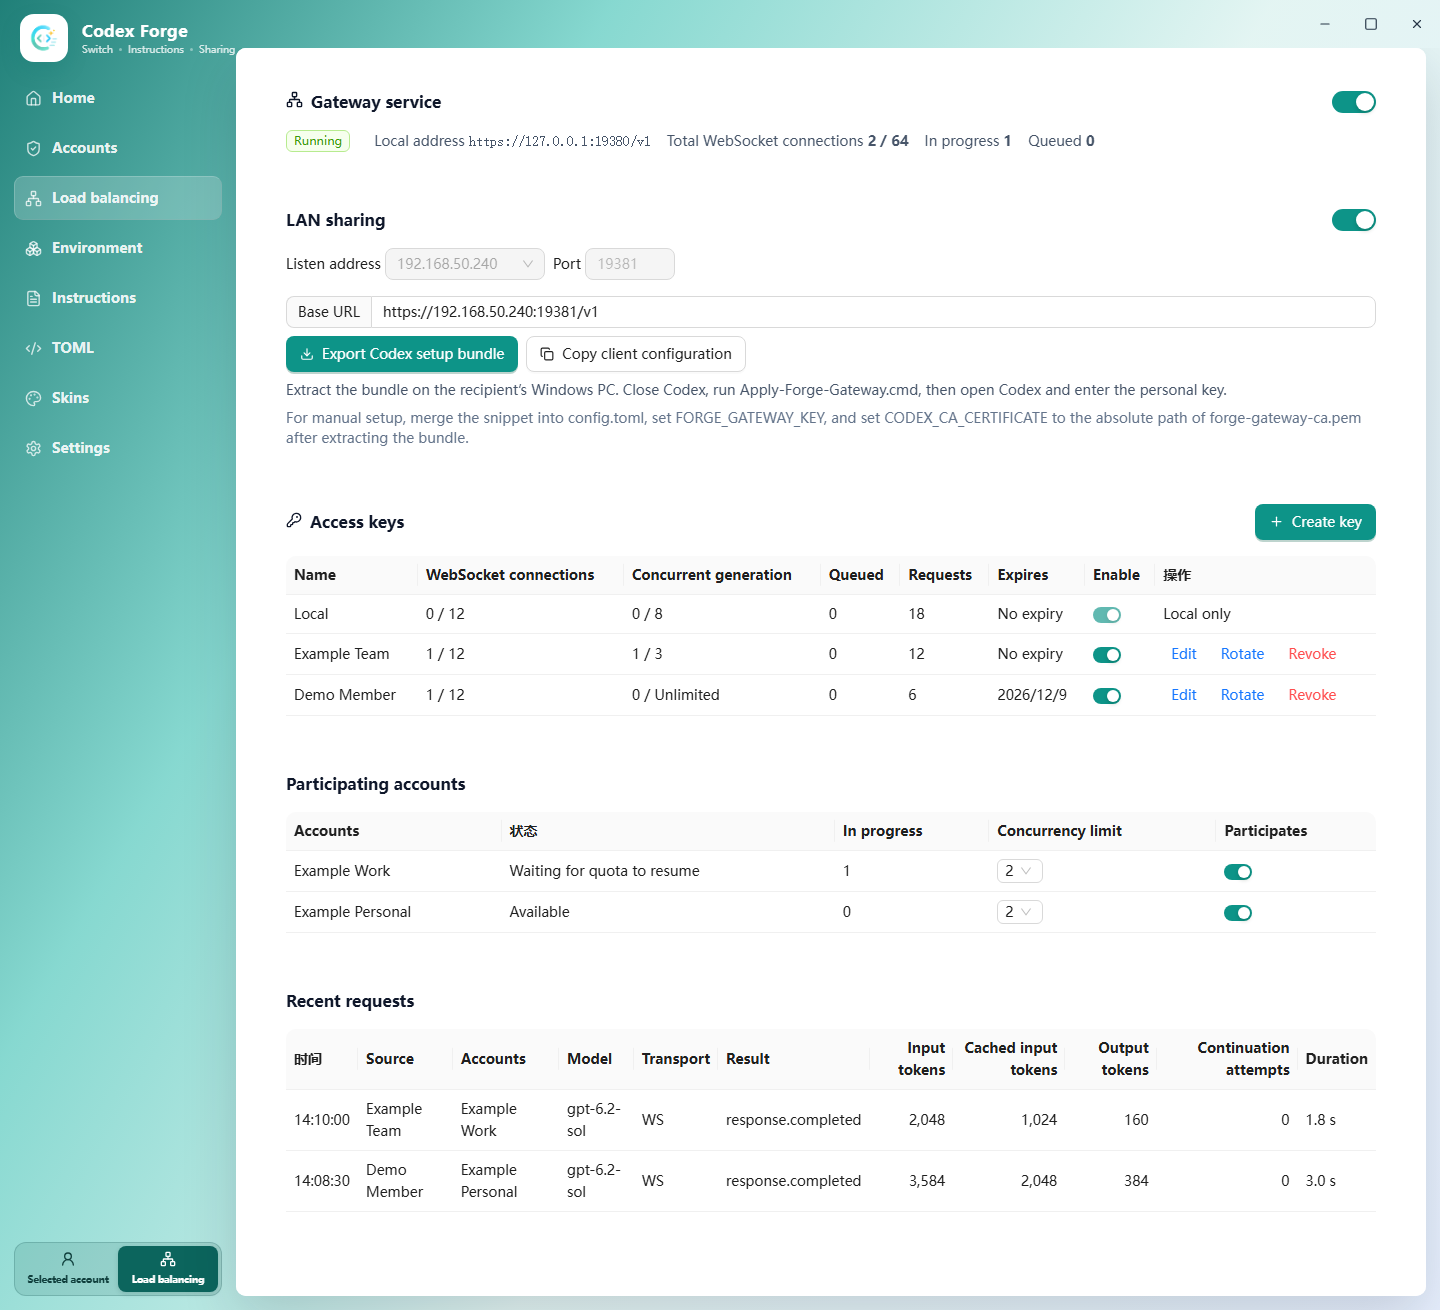 Codex Forge
Switch • Instructions • Sharing
Home
Accounts
Load balancing
Environment
Instructions
TOML
Skins
Settings
Selected account
Load balancing
Gateway service
Running Local address https://127.0.0.1:19380/v1 Total WebSocket connections 2 / 64 In progress 1 Queued 0
LAN sharing
Listen address 192.168.50.240 Port 19381
Base URL https://192.168.50.240:19381/v1
Export Codex setup bundle Copy client configuration
Extract the bundle on the recipient’s Windows PC. Close Codex, run Apply-Forge-Gateway.cmd, then open Codex and enter the personal key.
For manual setup, merge the snippet into config.toml, set FORGE_GATEWAY_KEY, and set CODEX_CA_CERTIFICATE to the absolute path of forge-gateway-ca.pem
after extracting the bundle.
Access keys
Create key
Name WebSocket connections Concurrent generation Queued Requests Expires Enable 操作
Local 0 / 12 0 / 8 0 18 No expiry Local only
Example Team 1 / 12 1 / 3 0 12 No expiry Edit Rotate Revoke
Demo Member 1 / 12 0 / Unlimited 0 6 2026/12/9 Edit Rotate Revoke
Participating accounts
Accounts 状态 In progress Concurrency limit Participates
Example Work Waiting for quota to resume 1 2
Example Personal Available 0 2
Recent requests
时间 Source Accounts Model Transport Result Input tokens Cached input tokens Output tokens Continuation attempts Duration
14:10:00 Example Team Example Work gpt-6.2-sol WS response.completed 2,048 1,024 160 0 1.8 s
14:08:30 Demo Member Example Personal gpt-6.2-sol WS response.completed 3,584 2,048 384 0 3.0 s